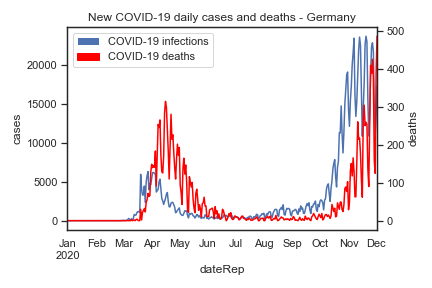 New COVID-19 daily cases and deaths - Germany
COVID-19 infections
COVID-19 deaths
cases
20000
15000
10000
5000
0
deaths
500
400
300
200
100
0
Jan Feb Mar Apr May Jun Jul Aug Sep Oct Nov Dec
2020
dateRep